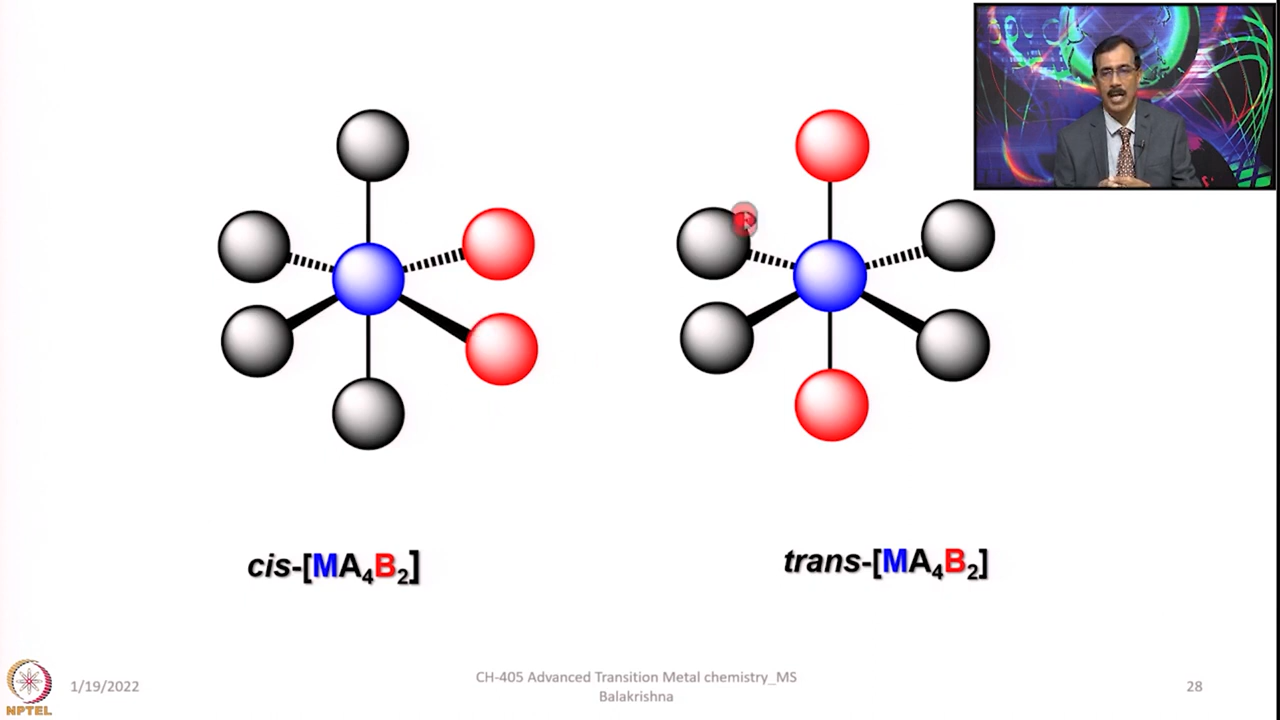 cis-[MA₄B₂]
trans-[MA₄B₂]
NPTEL
1/19/2022
CH-405 Advanced Transition Metal chemistry_MS
Balakrishna
28